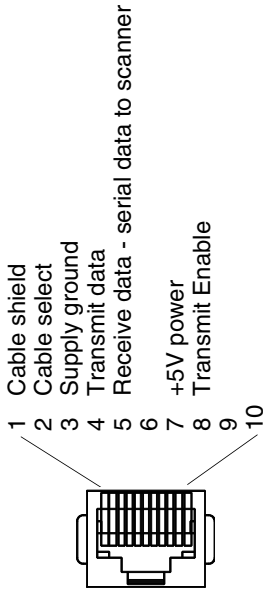 1 Cable shield
2 Cable select
3 Supply ground
4 Transmit data
5 Receive data - serial data to scanner
6
7 +5V power
8 Transmit Enable
9
10